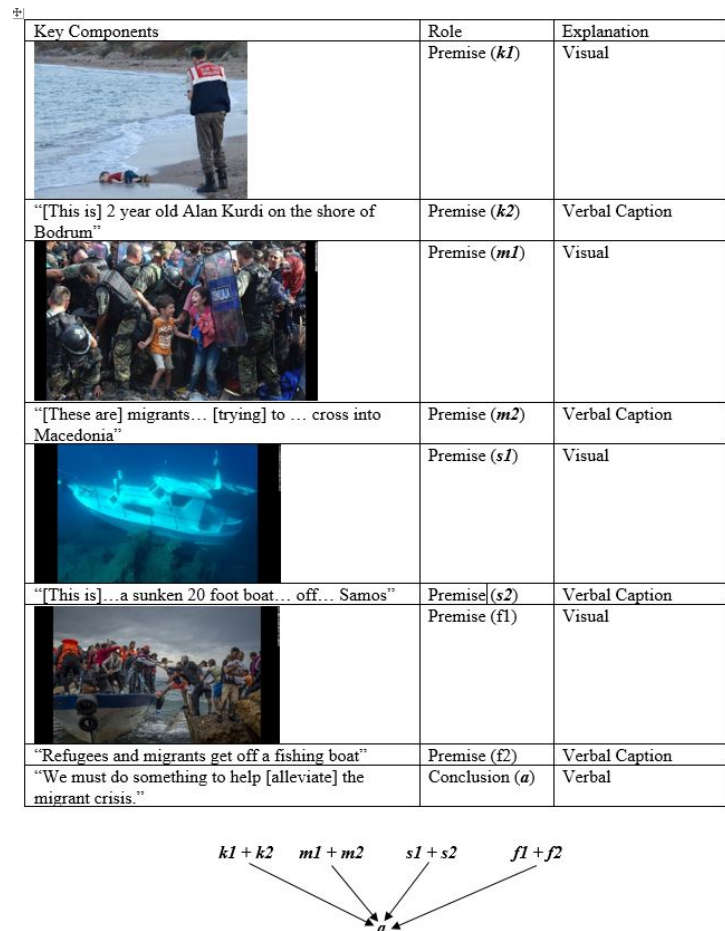 Key Components Role Explanation
Premise (k1) Visual
"[This is] 2 year old Alan Kurdi on the shore of Premise (k2) Verbal Caption
Bodrum"
Premise (m1) Visual
"[These are] migrants… [trying] to … cross into Premise (m2) Verbal Caption
Macedonia"
Premise (s1) Visual
"[This is]…a sunken 20 foot boat… off… Samos" Premise (s2) Verbal Caption
Premise (f1) Visual
"Refugees and migrants get off a fishing boat" Premise (f2) Verbal Caption
"We must do something to help [alleviate] the Conclusion (a) Verbal
migrant crisis."
k1 + k2 m1 + m2 s1 + s2 f1 + f2
a